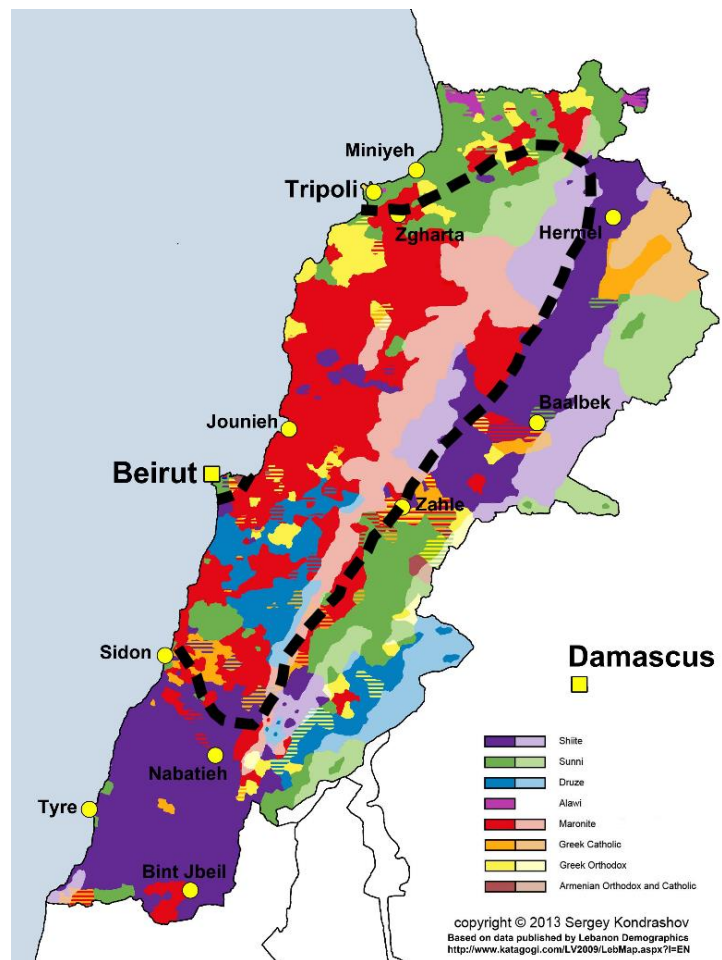 Miniyeh
Tripoli
Zgharta
Hermel
Baalbek
Jounieh
Beirut
Zahle
Sidon
Damascus
Nabatieh
Tyre
Bint Jbeil
Shiite
Sunni
Druze
Alawi
Maronite
Greek Catholic
Greek Orthodox
Armenian Orthodox and Catholic
copyright © 2013 Sergey Kondrashov
Based on data published by Lebanon Demographics
http://www.katagogi.com/LV2009/LebMap.aspx?l=EN